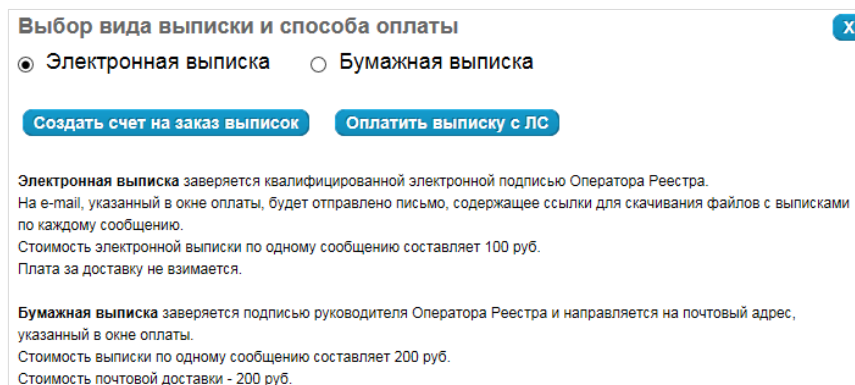 Выбор вида выписки и способа оплаты
X
Электронная выписка Бумажная выписка
Создать счет на заказ выписок Оплатить выписку с ЛС
Электронная выписка заверяется квалифицированной электронной подписью Оператора Реестра.
На e-mail, указанный в окне оплаты, будет отправлено письмо, содержащее ссылки для скачивания файлов с выписками
по каждому сообщению.
Стоимость электронной выписки по одному сообщению составляет 100 руб.
Плата за доставку не взимается.
Бумажная выписка заверяется подписью руководителя Оператора Реестра и направляется на почтовый адрес,
указанный в окне оплаты.
Стоимость выписки по одному сообщению составляет 200 руб.
Стоимость почтовой доставки - 200 руб.